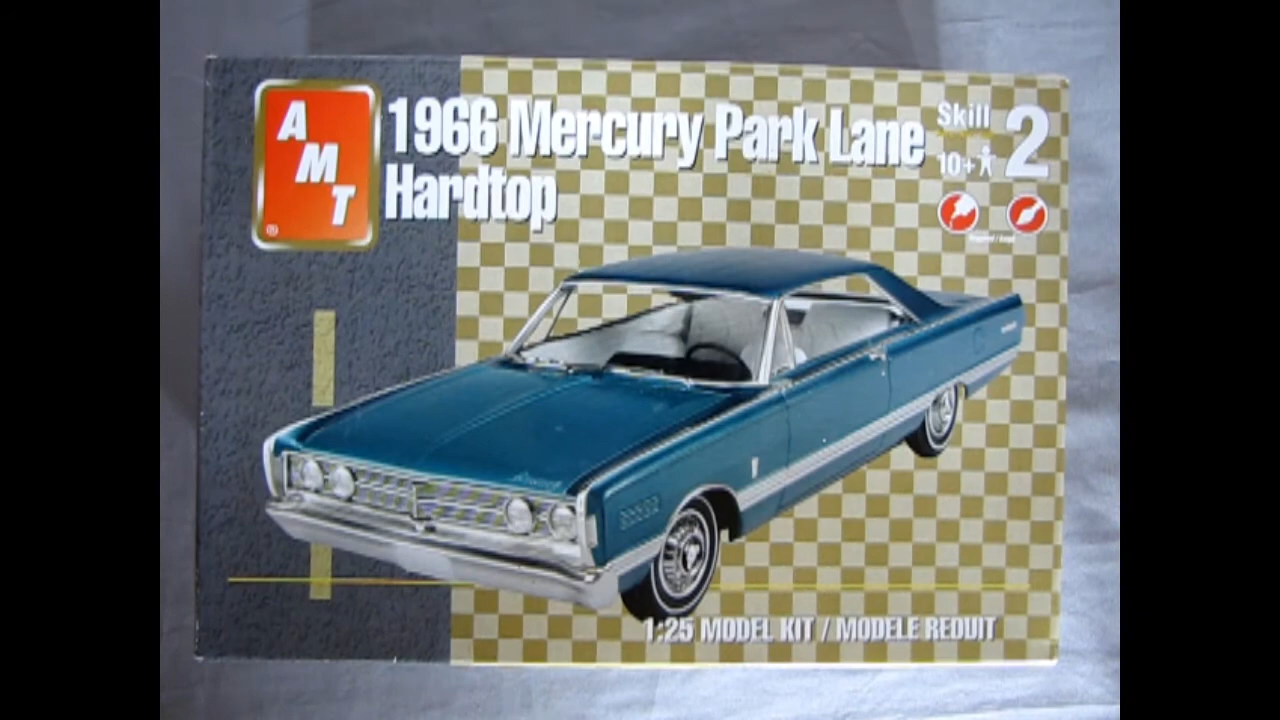 AMT
®
1966 Mercury Park Lane
Hardtop
Skill 2
10+
1:25 MODEL KIT / MODELE REDUIT